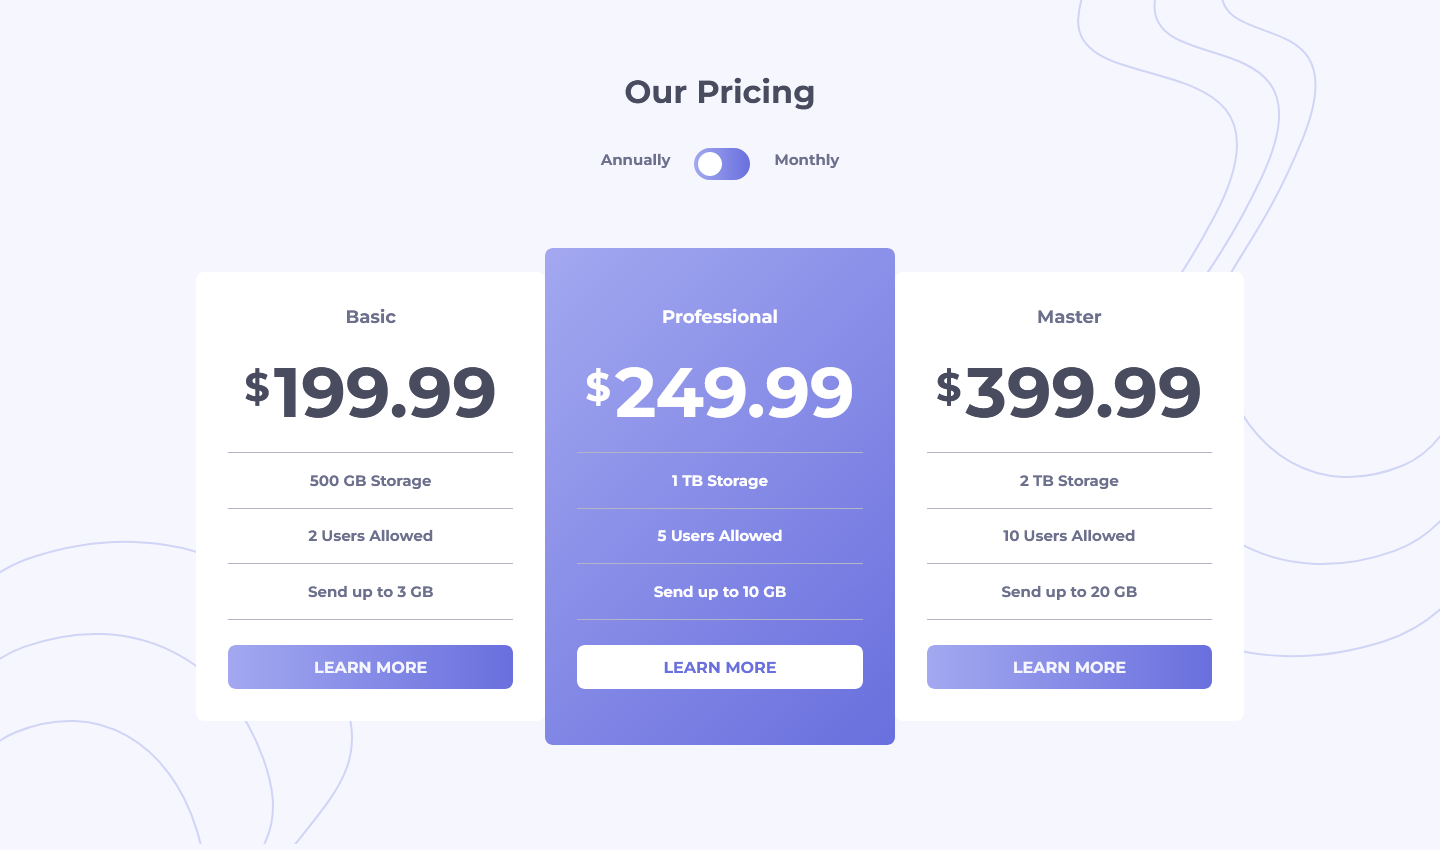 Our Pricing
Annually
Monthly
Basic
$199.99
500 GB Storage
2 Users Allowed
Send up to 3 GB
LEARN MORE
Professional
$249.99
1 TB Storage
5 Users Allowed
Send up to 10 GB
LEARN MORE
Master
$399.99
2 TB Storage
10 Users Allowed
Send up to 20 GB
LEARN MORE